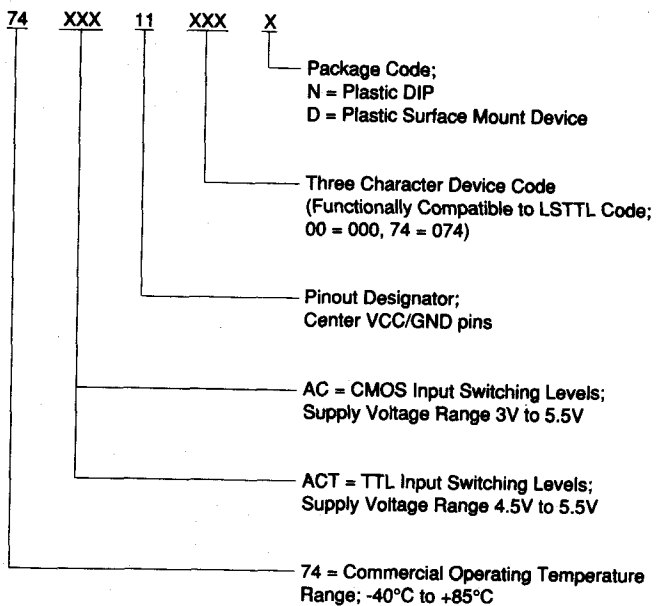 74 XXX 11 XXX X
Package Code;
N = Plastic DIP
D = Plastic Surface Mount Device
Three Character Device Code
(Functionally Compatible to LSTTL Code;
00 = 000, 74 = 074)
Pinout Designator;
Center VCC/GND pins
AC = CMOS Input Switching Levels;
Supply Voltage Range 3V to 5.5V
ACT = TTL Input Switching Levels;
Supply Voltage Range 4.5V to 5.5V
74 = Commercial Operating Temperature
Range; -40°C to +85°C